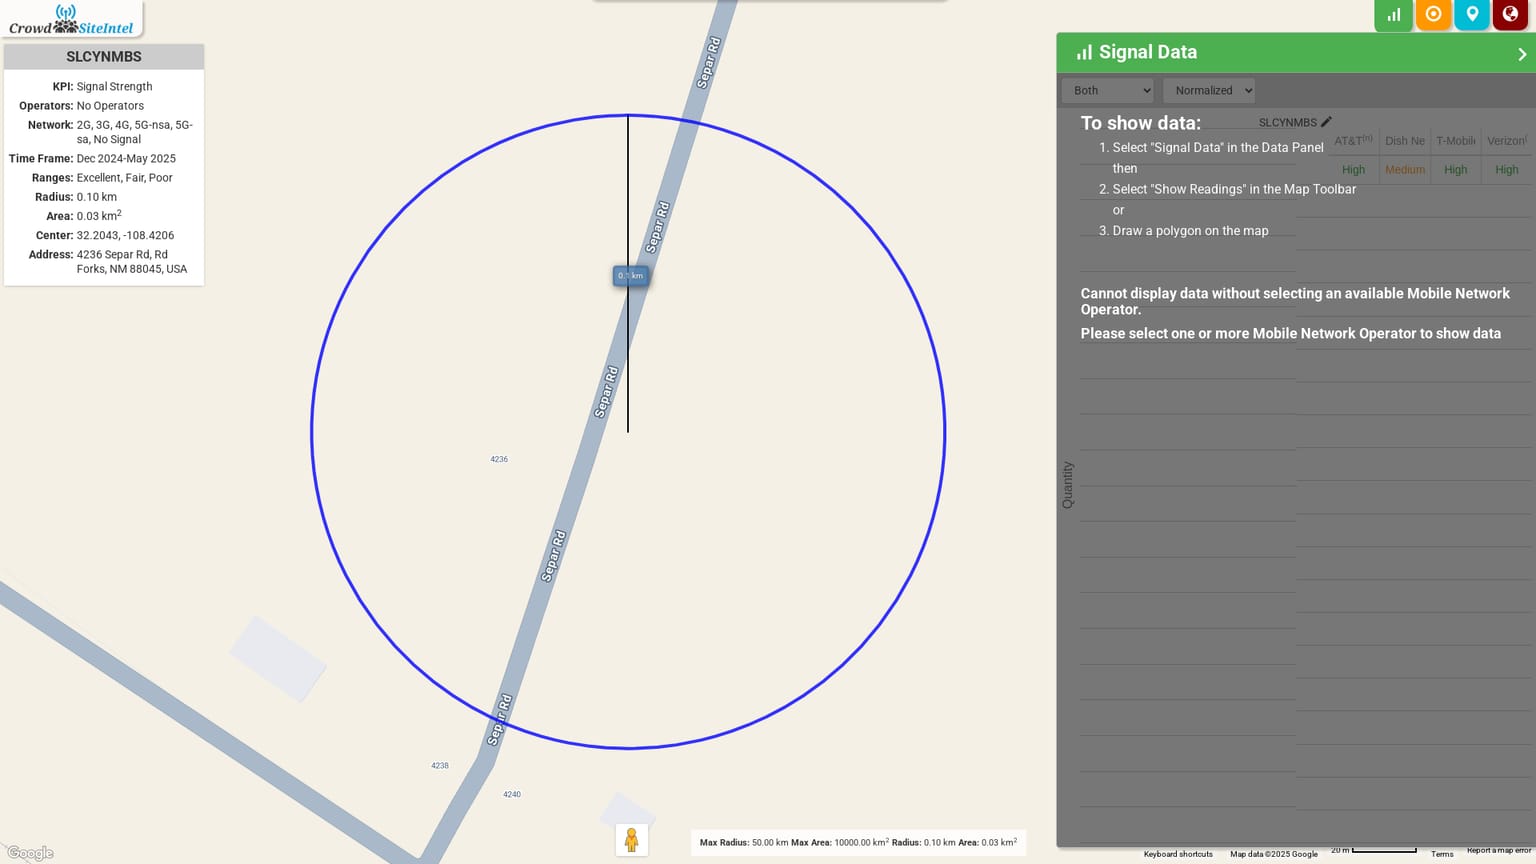 CrowdSiteIntel
SLCYNMBS
KPI: Signal Strength
Operators: No Operators
Network: 2G, 3G, 4G, 5G-nsa, 5G-
sa, No Signal
Time Frame: Dec 2024-May 2025
Ranges: Excellent, Fair, Poor
Radius: 0.10 km
Area: 0.03 km²
Center: 32.2043, -108.4206
Address: 4236 Separ Rd, Rd
Forks, NM 88045, USA
Separ Rd
Separ Rd
0.1 km
Separ Rd
4236
Separ Rd
Separ Rd
4238
4240
Google
Max Radius: 50.00 km Max Area: 10000.00 km² Radius: 0.10 km Area: 0.03 km²
Signal Data
Both
Normalized
To show data:
SLCYNMBS
1. Select "Signal Data" in the Data Panel
then
2. Select "Show Readings" in the Map Toolbar
or
3. Draw a polygon on the map
AT&T(n) Dish Ne T-Mobile Verizon(
High Medium High High
Cannot display data without selecting an available Mobile Network
Operator.
Please select one or more Mobile Network Operator to show data
Quantity
Keyboard shortcuts Map data ©2025 Google 20 m Terms Report a map error